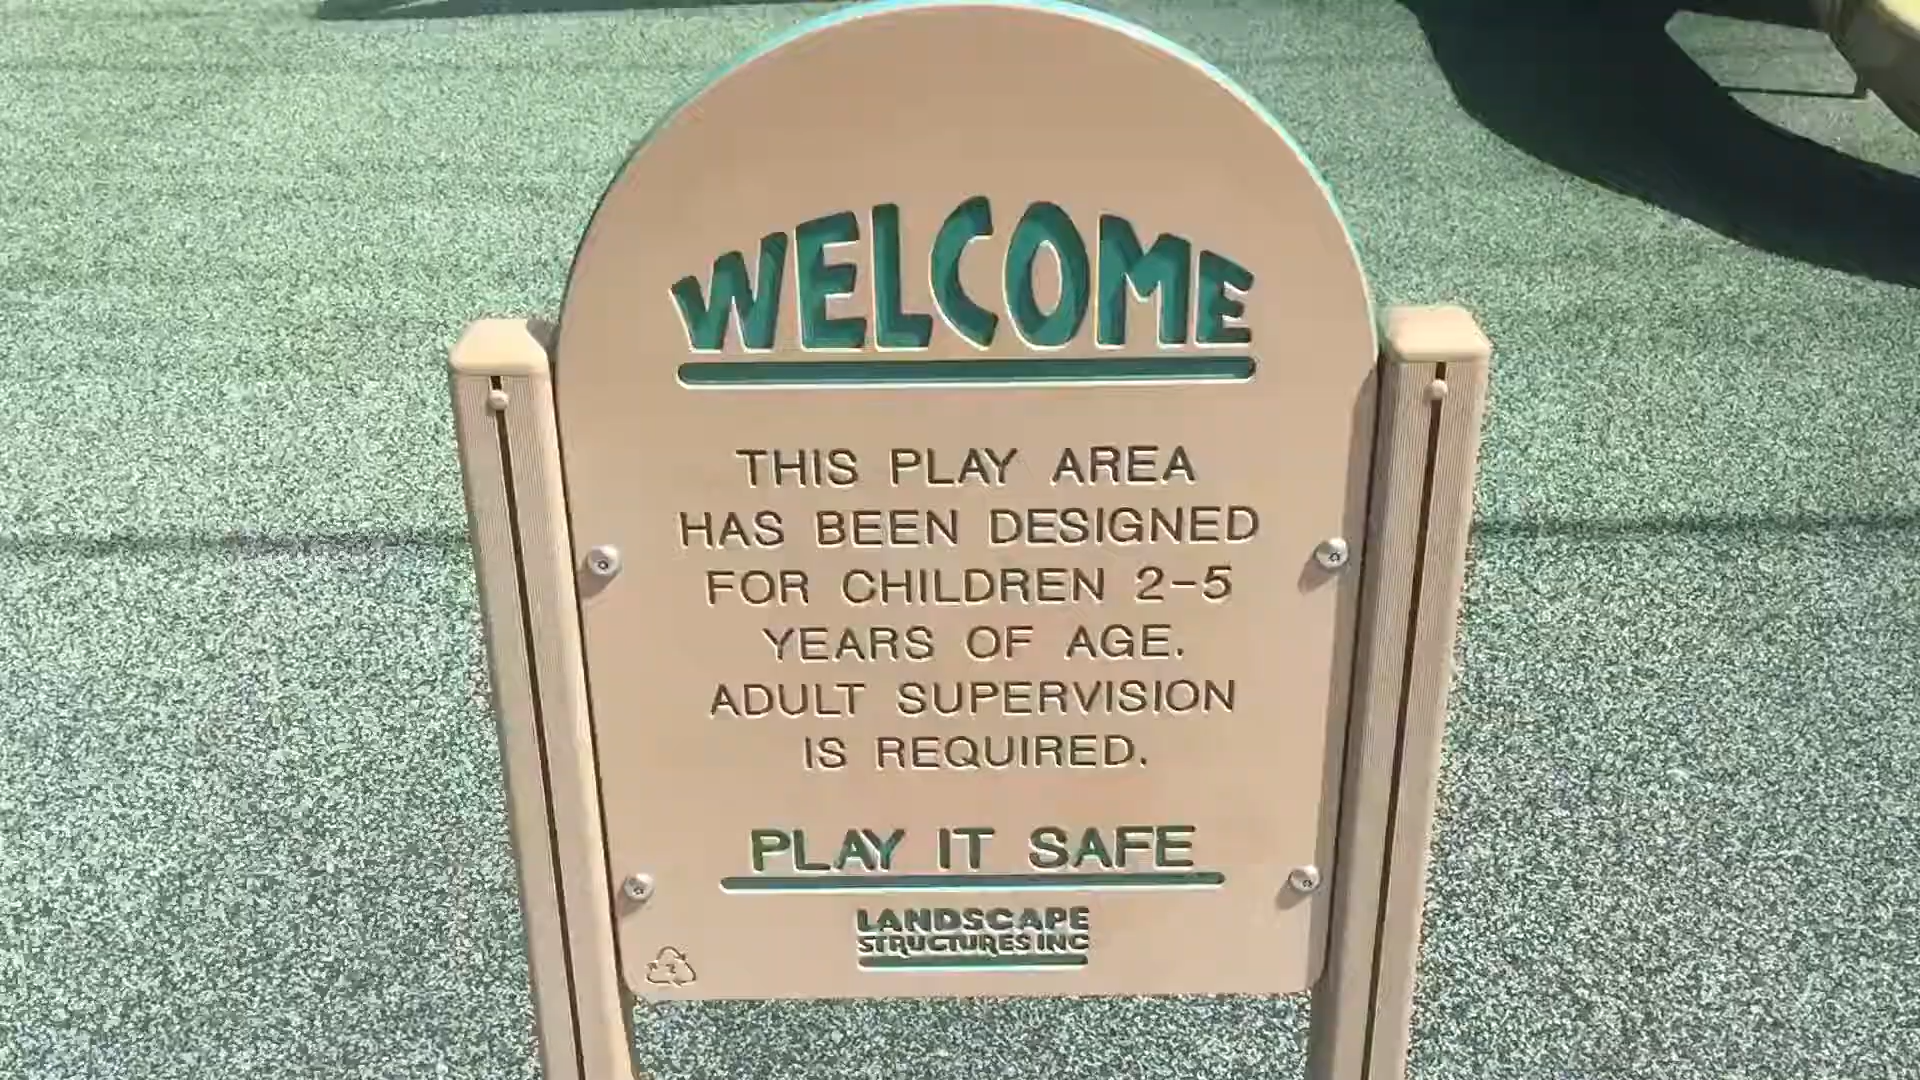 WELCOME
THIS PLAY AREA
HAS BEEN DESIGNED
FOR CHILDREN 2-5
YEARS OF AGE.
ADULT SUPERVISION
IS REQUIRED.
PLAY IT SAFE
LANDSCAPE
STRUCTURES INC